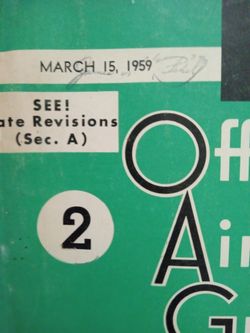 MARCH 15, 1959
SEE!
ate Revisions
(Sec. A)
2
Off
Air
G